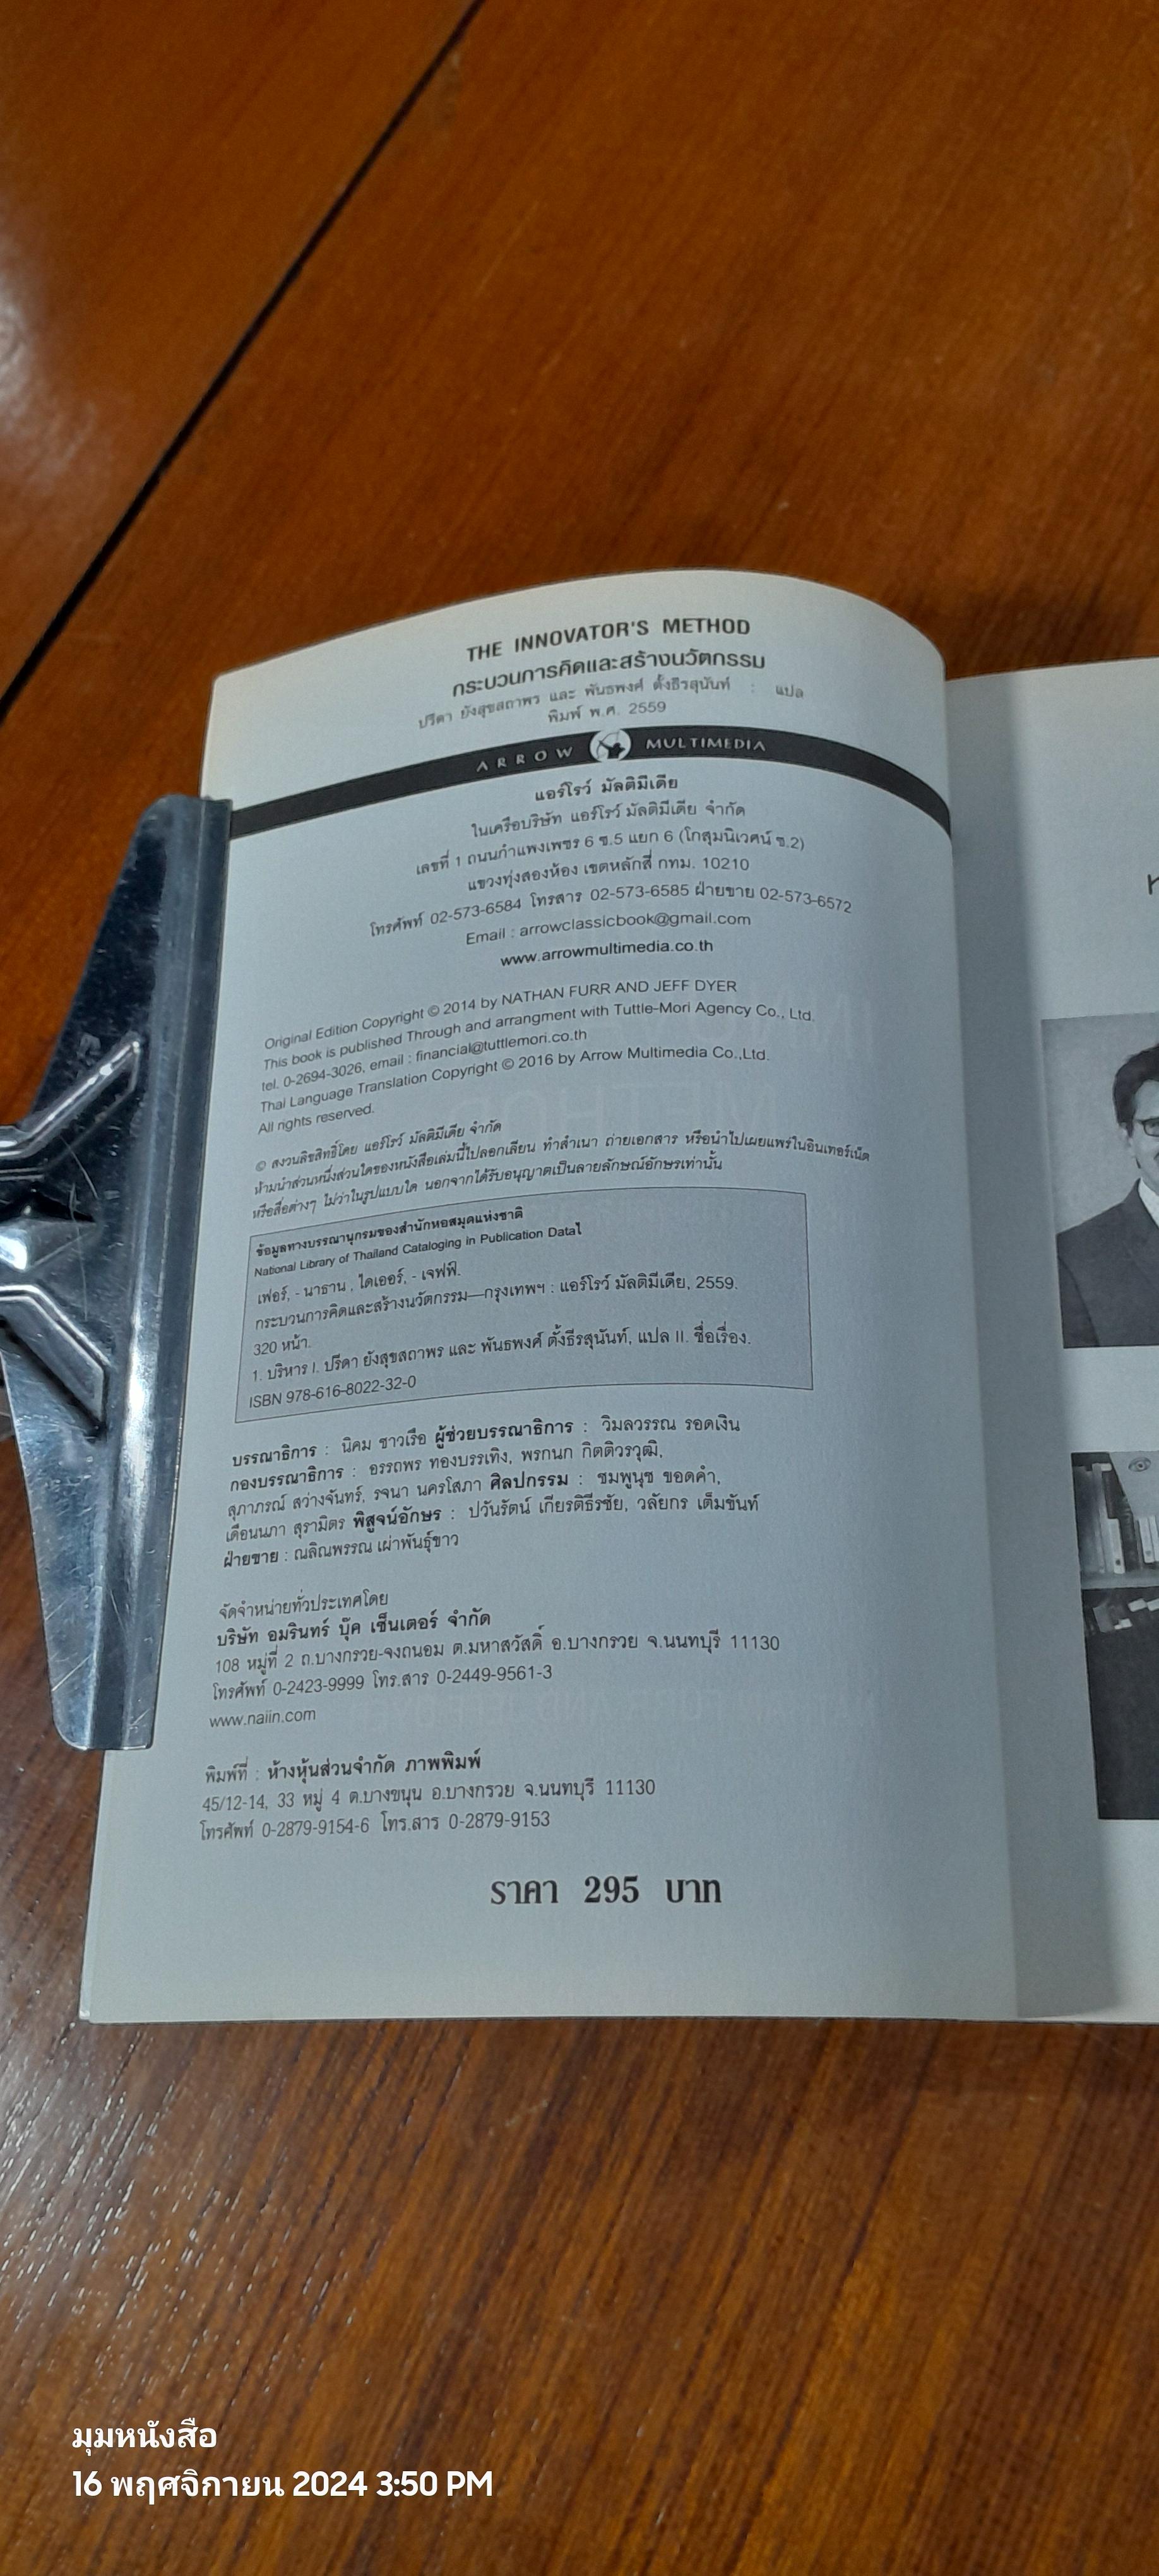 THE INNOVATOR'S METHOD
กระบวนการคิดและสร้างนวัตกรรม
ปรีดา ยังสุขสถาพร และ พันธพงศ์ ตั้งธีรสุนันท์ : แปล
พิมพ์ พ.ศ. 2559
ARROW MULTIMEDIA
แอร์โรว์ มัลติมีเดีย
ในเครือบริษัท แอร์โรว์ มัลติมีเดีย จำกัด
เลขที่ 1 ถนนกำแพงเพชร 6 ซ.5 แยก 6 (โกสุมนิเวศน์ ซ.2)
แขวงทุ่งสองห้อง เขตหลักสี่ กทม. 10210
โทรศัพท์ 02-573-6584 โทรสาร 02-573-6585 ฝ่ายขาย 02-573-6572
Email : arrowclassicbook@gmail.com
www.arrowmultimedia.co.th
Original Edition Copyright © 2014 by NATHAN FURR AND JEFF DYER
This book is published Through and arrangment with Tuttle-Mori Agency Co., Ltd.
tel. 0-2694-3026, email : financial@tuttlemori.co.th
Thai Language Translation Copyright © 2016 by Arrow Multimedia Co.,Ltd.
All rights reserved.
© สงวนลิขสิทธิ์โดย แอร์โรว์ มัลติมีเดีย จำกัด
ห้ามนำส่วนหนึ่งส่วนใดของหนังสือเล่มนี้ไปลอกเลียน ทำสำเนา ถ่ายเอกสาร หรือนำไปเผยแพร่ในอินเทอร์เน็ต
หรือสื่อต่างๆ ไม่ว่าในรูปแบบใด นอกจากได้รับอนุญาตเป็นลายลักษณ์อักษรเท่านั้น
ข้อมูลทางบรรณานุกรมของสำนักหอสมุดแห่งชาติ
National Library of Thailand Cataloging in Publication Dataไ
เฟอร์, - นาธาน , ไดเออร์, - เจฟฟ์.
กระบวนการคิดและสร้างนวัตกรรม—กรุงเทพฯ : แอร์โรว์ มัลติมีเดีย, 2559.
320 หน้า.
1. บริหาร I. ปรีดา ยังสุขสถาพร และ พันธพงศ์ ตั้งธีรสุนันท์, แปล II. ชื่อเรื่อง.
ISBN 978-616-8022-32-0
บรรณาธิการ : นิคม ชาวเรือ ผู้ช่วยบรรณาธิการ : วิมลวรรณ รอดเงิน
กองบรรณาธิการ : อรรถพร ทองบรรเทิง, พรกนก กิตติวรวุฒิ,
สุภาภรณ์ สว่างจันทร์, รจนา นครโสภา ศิลปกรรม : ชมพูนุช ขอดคำ,
เดือนนภา สุรามิตร พิสูจน์อักษร : ปวันรัตน์ เกียรติธีรชัย, วลัยกร เต็มขันท์
ฝ่ายขาย : ณลิณพรรณ เผ่าพันธุ์ขาว
จัดจำหน่ายทั่วประเทศโดย
บริษัท อมรินทร์ บุ๊ค เซ็นเตอร์ จำกัด
108 หมู่ที่ 2 ถ.บางกรวย-จงถนอม ต.มหาสวัสดิ์ อ.บางกรวย จ.นนทบุรี 11130
โทรศัพท์ 0-2423-9999 โทร.สาร 0-2449-9561-3
www.naiin.com
พิมพ์ที่ : ห้างหุ้นส่วนจำกัด ภาพพิมพ์
45/12-14, 33 หมู่ 4 ต.บางขนุน อ.บางกรวย จ.นนทบุรี 11130
โทรศัพท์ 0-2879-9154-6 โทร.สาร 0-2879-9153
ราคา 295 บาท
มุมหนังสือ
16 พฤศจิกายน 2024 3:50 PM